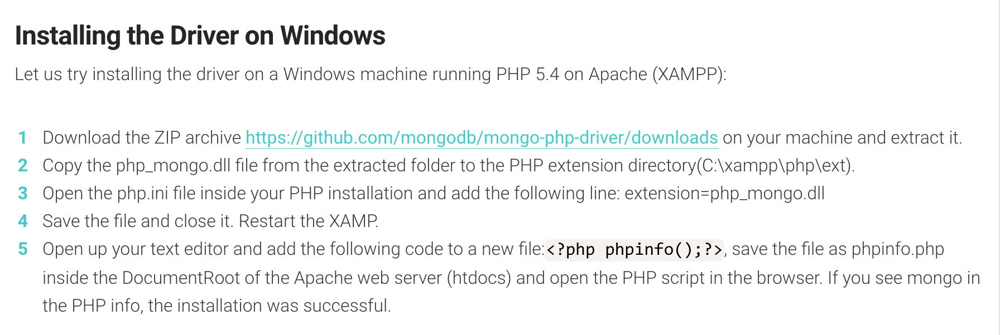 Installing the Driver on Windows
Let us try installing the driver on a Windows machine running PHP 5.4 on Apache (XAMPP):
1 Download the ZIP archive https://github.com/mongodb/mongo-php-driver/downloads on your machine and extract it.
2 Copy the php_mongo.dll file from the extracted folder to the PHP extension directory(C:\xampp\php\ext).
3 Open the php.ini file inside your PHP installation and add the following line: extension=php_mongo.dll
4 Save the file and close it. Restart the XAMP.
5 Open up your text editor and add the following code to a new file:<?php phpinfo();?>, save the file as phpinfo.php
inside the DocumentRoot of the Apache web server (htdocs) and open the PHP script in the browser. If you see mongo in
the PHP info, the installation was successful.